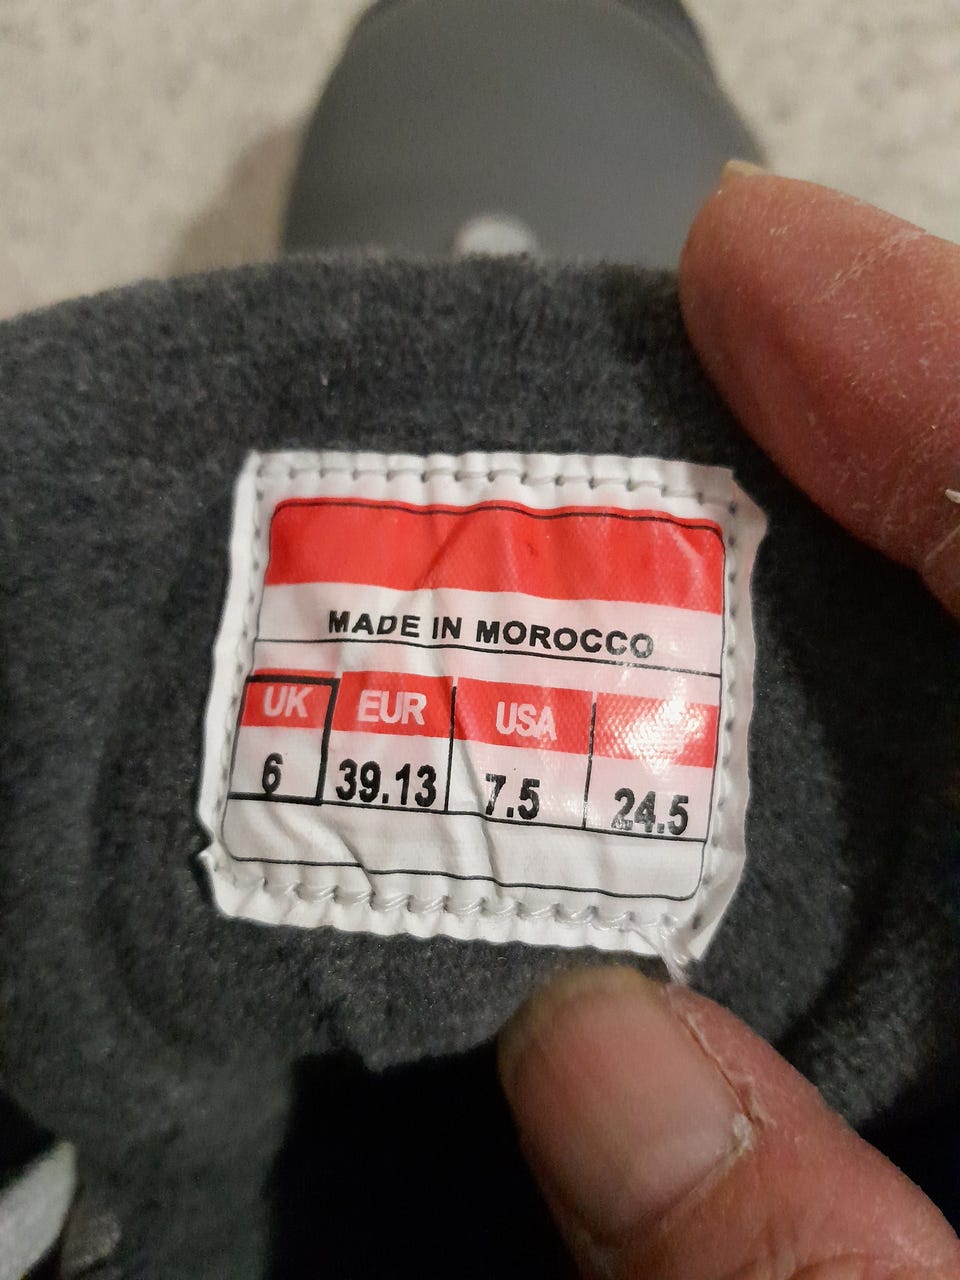 MADE IN MOROCCO
UK EUR USA
6 39.13 7.5 24.5